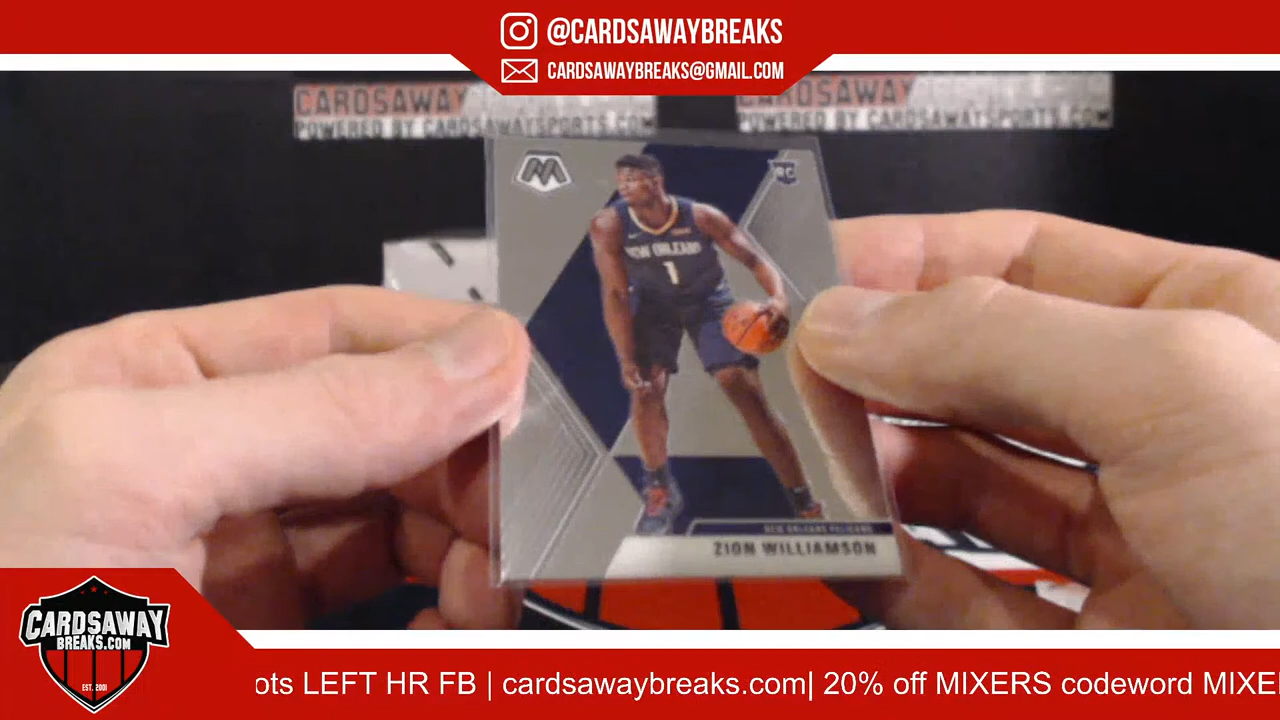 @CARDSAWAYBREAKS
CARDSAWAYBREAKS@GMAIL.COM
CARDSAWAY
POWERED BY CARDSAWAYSPORTS.COM
CARDSAWAY
POWERED BY CARDSAWAYSPORTS.COM
M
RC
NEW ORLEANS
1
NEW ORLEANS PELICANS
ZION WILLIAMSON
CARDSAWAY
BREAKS.COM
EST. 2001
ots LEFT HR FB | cardsawaybreaks.com| 20% off MIXERS codeword MIXE